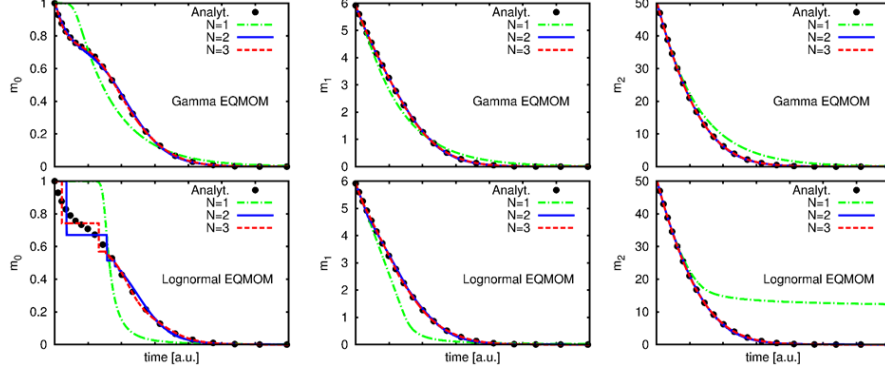 1
0.8
0.6
0.4
0.2
0
m0
Analyt.
N=1
N=2
N=3
Gamma EQMOM
6
5
4
3
2
1
0
m1
Analyt.
N=1
N=2
N=3
Gamma EQMOM
50
40
30
20
10
0
m2
Analyt.
N=1
N=2
N=3
Gamma EQMOM
1
0.8
0.6
0.4
0.2
0
m0
Analyt.
N=1
N=2
N=3
Lognormal EQMOM
time [a.u.]
6
5
4
3
2
1
0
m1
Analyt.
N=1
N=2
N=3
Lognormal EQMOM
time [a.u.]
50
40
30
20
10
0
m2
Analyt.
N=1
N=2
N=3
Lognormal EQMOM
time [a.u.]